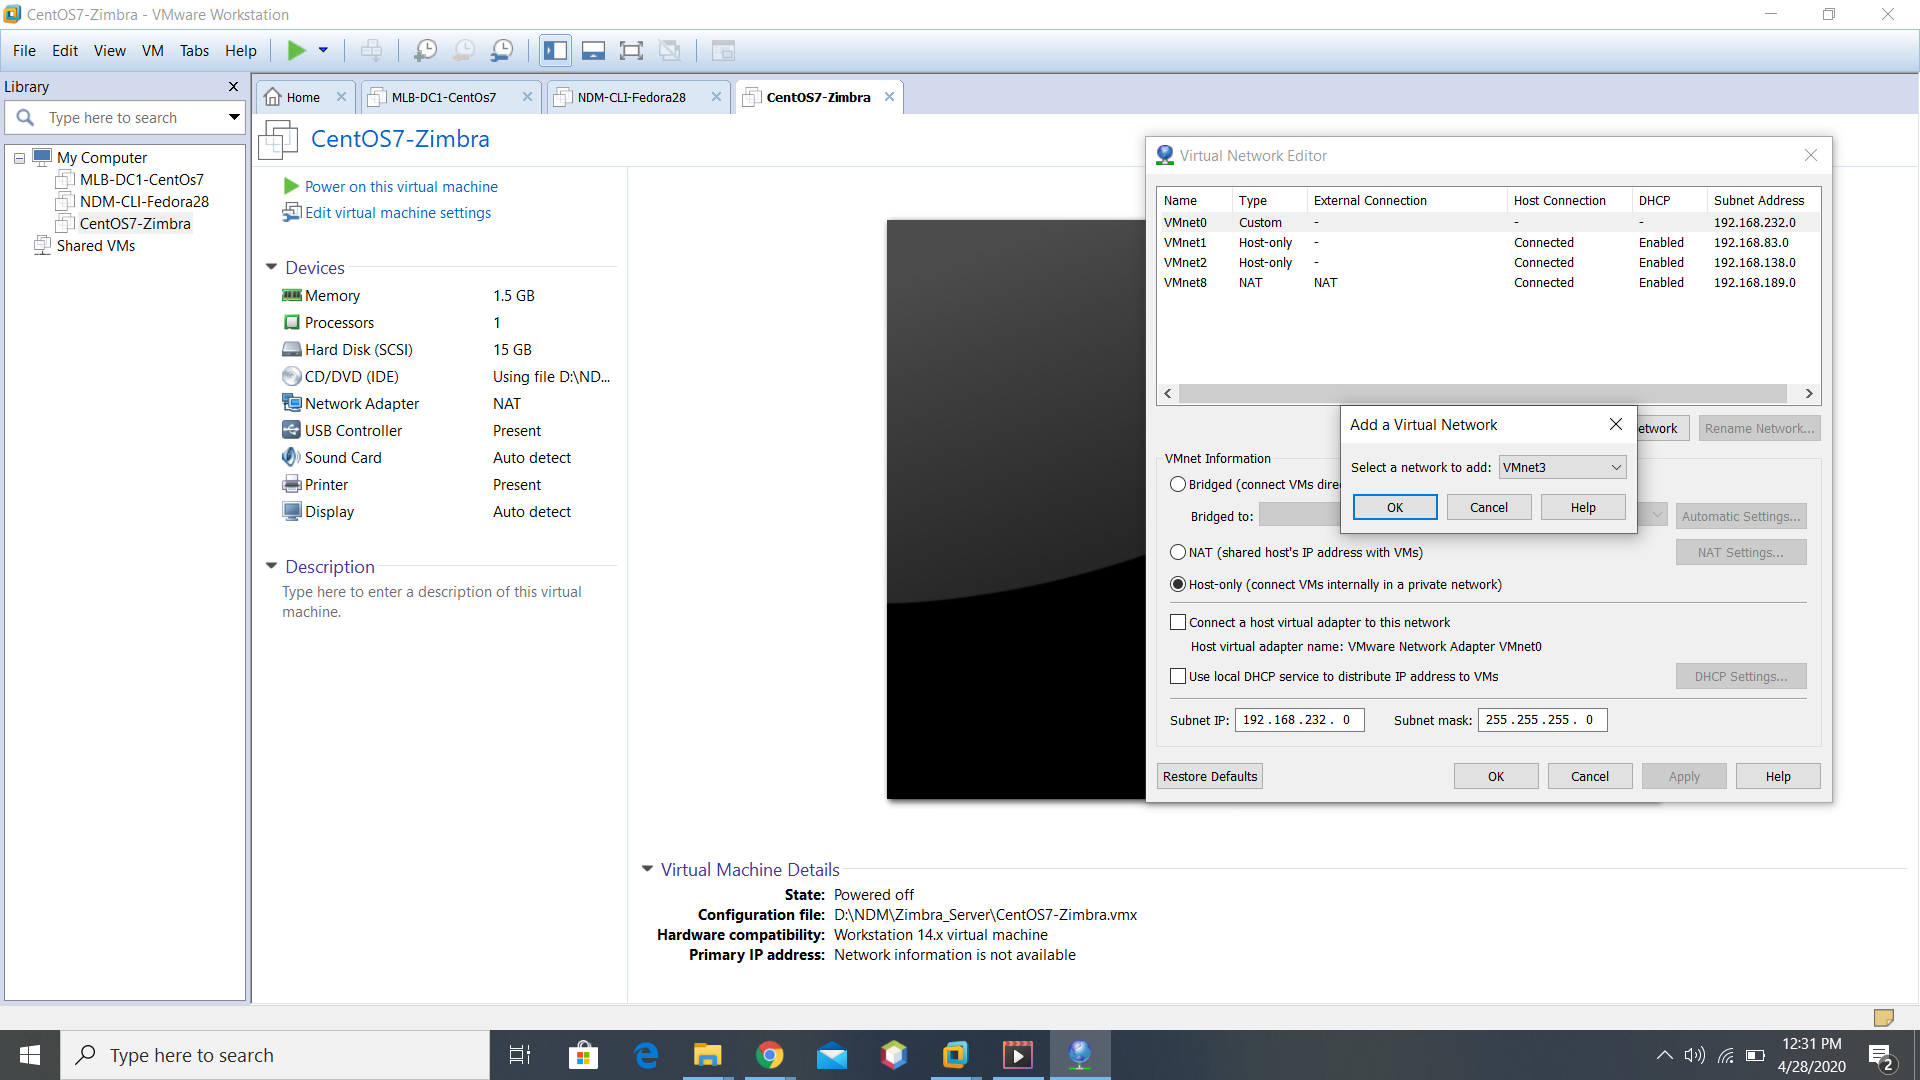 CentOS7-Zimbra - VMware Workstation
File Edit View VM Tabs Help
Library
Type here to search
My Computer
MLB-DC1-CentOs7
NDM-CLI-Fedora28
CentOS7-Zimbra
Shared VMs
Home
MLB-DC1-CentOs7
NDM-CLI-Fedora28
CentOS7-Zimbra
CentOS7-Zimbra
Power on this virtual machine
Edit virtual machine settings
Devices
Memory 1.5 GB
Processors 1
Hard Disk (SCSI) 15 GB
CD/DVD (IDE) Using file D:\ND...
Network Adapter NAT
USB Controller Present
Sound Card Auto detect
Printer Present
Display Auto detect
Description
Type here to enter a description of this virtual
machine.
Virtual Network Editor
Name Type External Connection Host Connection DHCP Subnet Address
VMnet0 Custom - - - 192.168.232.0
VMnet1 Host-only - Connected Enabled 192.168.83.0
VMnet2 Host-only - Connected Enabled 192.168.138.0
VMnet8 NAT NAT Connected Enabled 192.168.189.0
etwork Rename Network...
Add a Virtual Network
Select a network to add: VMnet3
OK Cancel Help
VMnet Information
Bridged (connect VMs dire
Bridged to: Automatic Settings...
NAT (shared host's IP address with VMs) NAT Settings...
Host-only (connect VMs internally in a private network)
Connect a host virtual adapter to this network
Host virtual adapter name: VMware Network Adapter VMnet0
Use local DHCP service to distribute IP address to VMs DHCP Settings...
Subnet IP: 192 . 168 . 232 . 0 Subnet mask: 255 . 255 . 255 . 0
Restore Defaults OK Cancel Apply Help
Virtual Machine Details
State: Powered off
Configuration file: D:\NDM\Zimbra_Server\CentOS7-Zimbra.vmx
Hardware compatibility: Workstation 14.x virtual machine
Primary IP address: Network information is not available
Type here to search
12:31 PM
4/28/2020
2